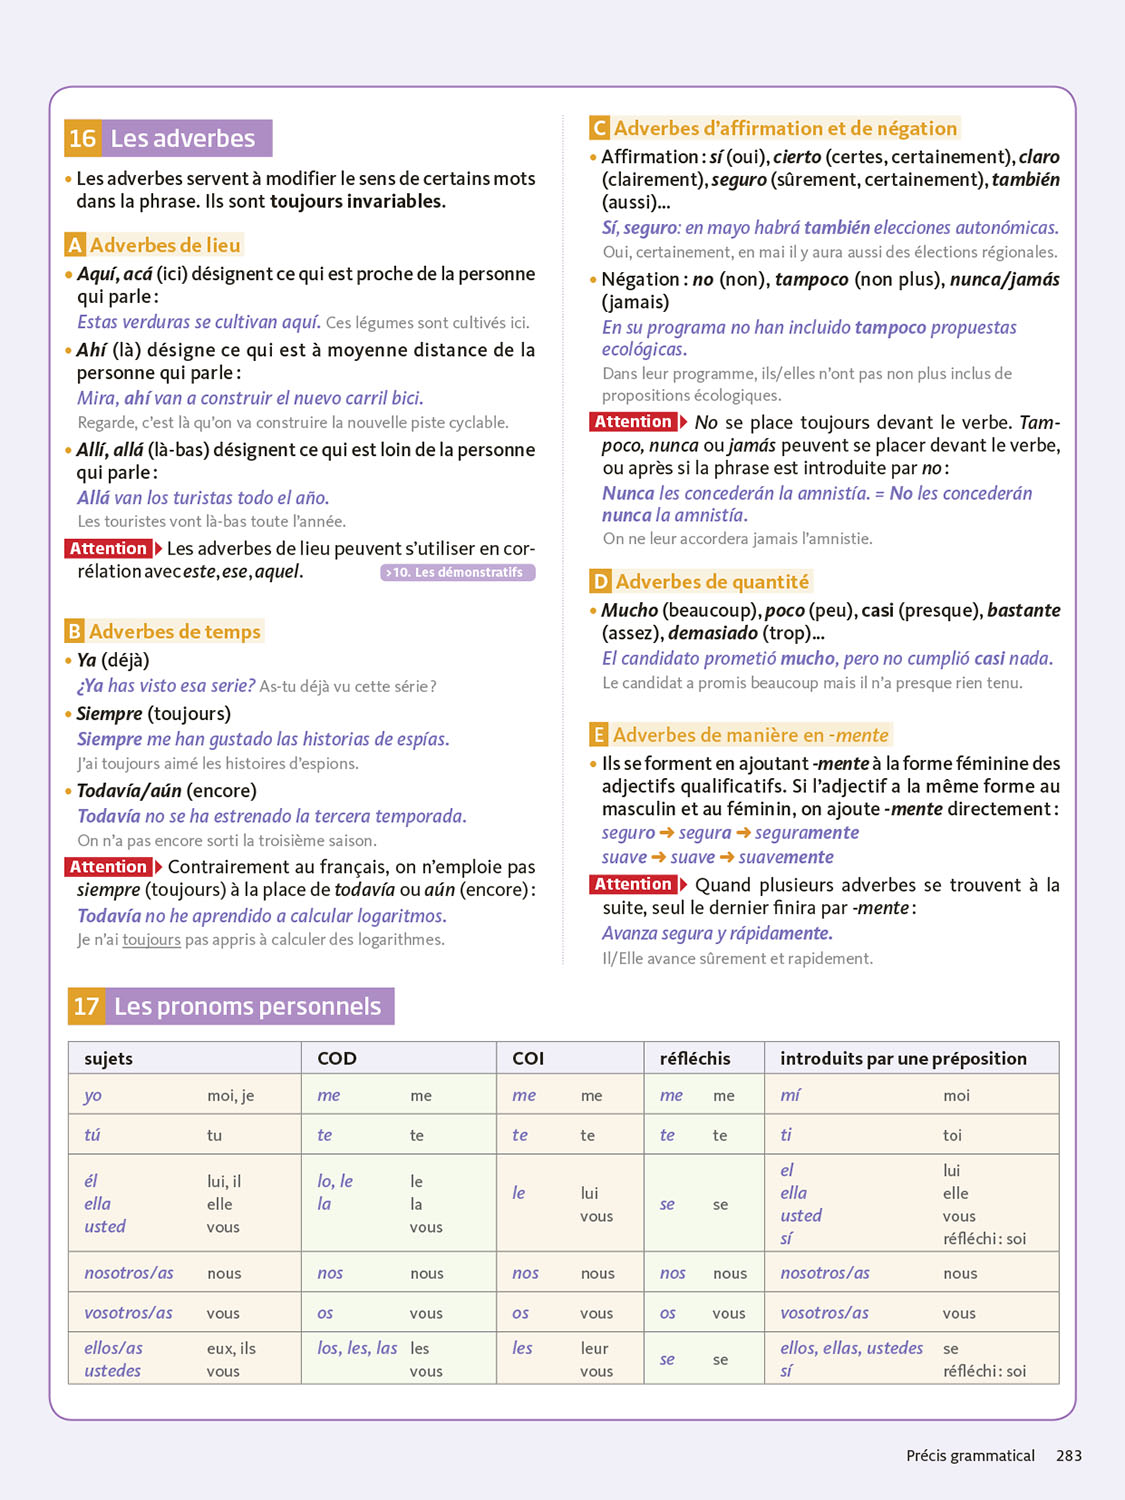 16 Les adverbes
• Les adverbes servent à modifier le sens de certains mots
dans la phrase. Ils sont toujours invariables.
A Adverbes de lieu
• Aquí, acá (ici) désignent ce qui est proche de la personne
qui parle :
Estas verduras se cultivan aquí. Ces légumes sont cultivés ici.
• Ahí (là) désigne ce qui est à moyenne distance de la
personne qui parle :
Mira, ahí van a construir el nuevo carril bici.
Regarde, c'est là qu'on va construire la nouvelle piste cyclable.
• Allí, allá (là-bas) désignent ce qui est loin de la personne
qui parle :
Allá van los turistas todo el año.
Les touristes vont là-bas toute l'année.
Attention Les adverbes de lieu peuvent s'utiliser en cor-
rélation avec este, ese, aquel. >10. Les démonstratifs
B Adverbes de temps
• Ya (déjà)
¿Ya has visto esa serie? As-tu déjà vu cette série ?
• Siempre (toujours)
Siempre me han gustado las historias de espías.
J'ai toujours aimé les histoires d'espions.
• Todavía/aún (encore)
Todavía no se ha estrenado la tercera temporada.
On n'a pas encore sorti la troisième saison.
Attention Contrairement au français, on n'emploie pas
siempre (toujours) à la place de todavía ou aún (encore) :
Todavía no he aprendido a calcular logaritmos.
Je n'ai toujours pas appris à calculer des logarithmes.
C Adverbes d'affirmation et de négation
• Affirmation : sí (oui), cierto (certes, certainement), claro
(clairement), seguro (sûrement, certainement), también
(aussi)...
Sí, seguro: en mayo habrá también elecciones autonómicas.
Oui, certainement, en mai il y aura aussi des élections régionales.
• Négation : no (non), tampoco (non plus), nunca/jamás
(jamais)
En su programa no han incluido tampoco propuestas
ecológicas.
Dans leur programme, ils/elles n'ont pas non plus inclus de
propositions écologiques.
Attention No se place toujours devant le verbe. Tam-
poco, nunca ou jamás peuvent se placer devant le verbe,
ou après si la phrase est introduite par no :
Nunca les concederán la amnistía. = No les concederán
nunca la amnistía.
On ne leur accordera jamais l'amnistie.
D Adverbes de quantité
• Mucho (beaucoup), poco (peu), casi (presque), bastante
(assez), demasiado (trop)...
El candidato prometió mucho, pero no cumplió casi nada.
Le candidat a promis beaucoup mais il n'a presque rien tenu.
E Adverbes de manière en -mente
• Ils se forment en ajoutant -mente à la forme féminine des
adjectifs qualificatifs. Si l'adjectif a la même forme au
masculin et au féminin, on ajoute -mente directement :
seguro ➜ segura ➜ seguramente
suave ➜ suave ➜ suavemente
Attention Quand plusieurs adverbes se trouvent à la
suite, seul le dernier finira par -mente :
Avanza segura y rápidamente.
Il/Elle avance sûrement et rapidement.
17 Les pronoms personnels
sujets COD COI réfléchis introduits par une préposition
yo moi, je me me me me me me mí moi
tú tu te te te te te te ti toi
él lui, il lo, le le le lui se se el lui
ella elle la la vous ella elle
usted vous vous usted vous
sí réfléchi : soi
nosotros/as nous nos nous nos nous nos nous nosotros/as nous
vosotros/as vous os vous os vous os vous vosotros/as vous
ellos/as eux, ils los, les, las les les leur se se ellos, ellas, ustedes se
ustedes vous vous vous sí réfléchi : soi
Précis grammatical 283